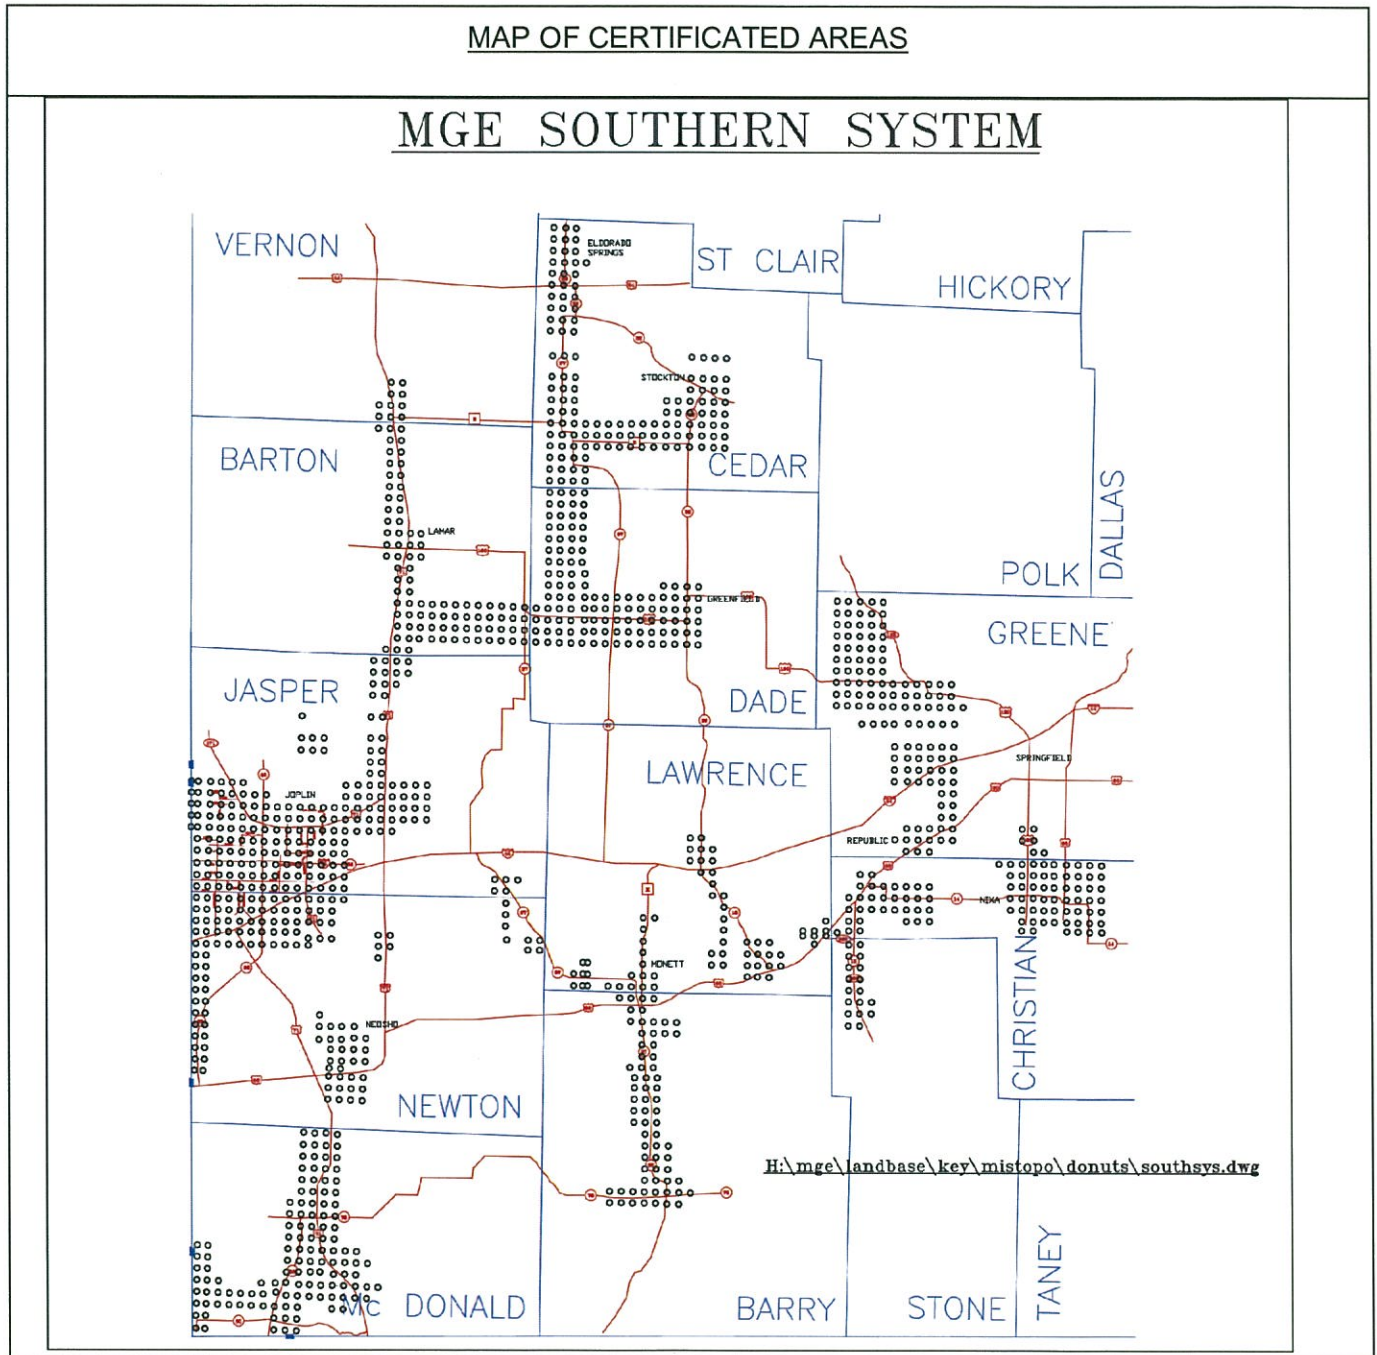 MAP OF CERTIFICATED AREAS
MGE SOUTHERN SYSTEM
VERNON
ELDORADO
SPRINGS
ST CLAIR
HICKORY
STOCKTON
BARTON
CEDAR
DALLAS
LAMAR
POLK
GREENFIELD
GREENE
JASPER
DADE
LAWRENCE
SPRINGFIELD
JOPLIN
REPUBLIC
NIXA
MONETT
CHRISTIAN
NEOSHO
NEWTON
H:\mge\landbase\key\mistopo\donuts\southsys.dwg
TANEY
Mc DONALD
BARRY
STONE